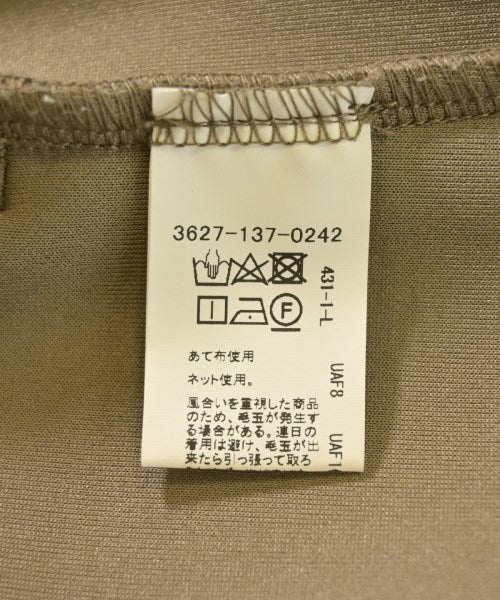 3627-137-0242
F
431-1-L
UAF8
UAF1
あて布使用
ネット使用。
風合いを重視した商品
のため、毛玉が発生す
る場合がある。連日の
着用は避け、毛玉が出
来たら引っ張って取ろ